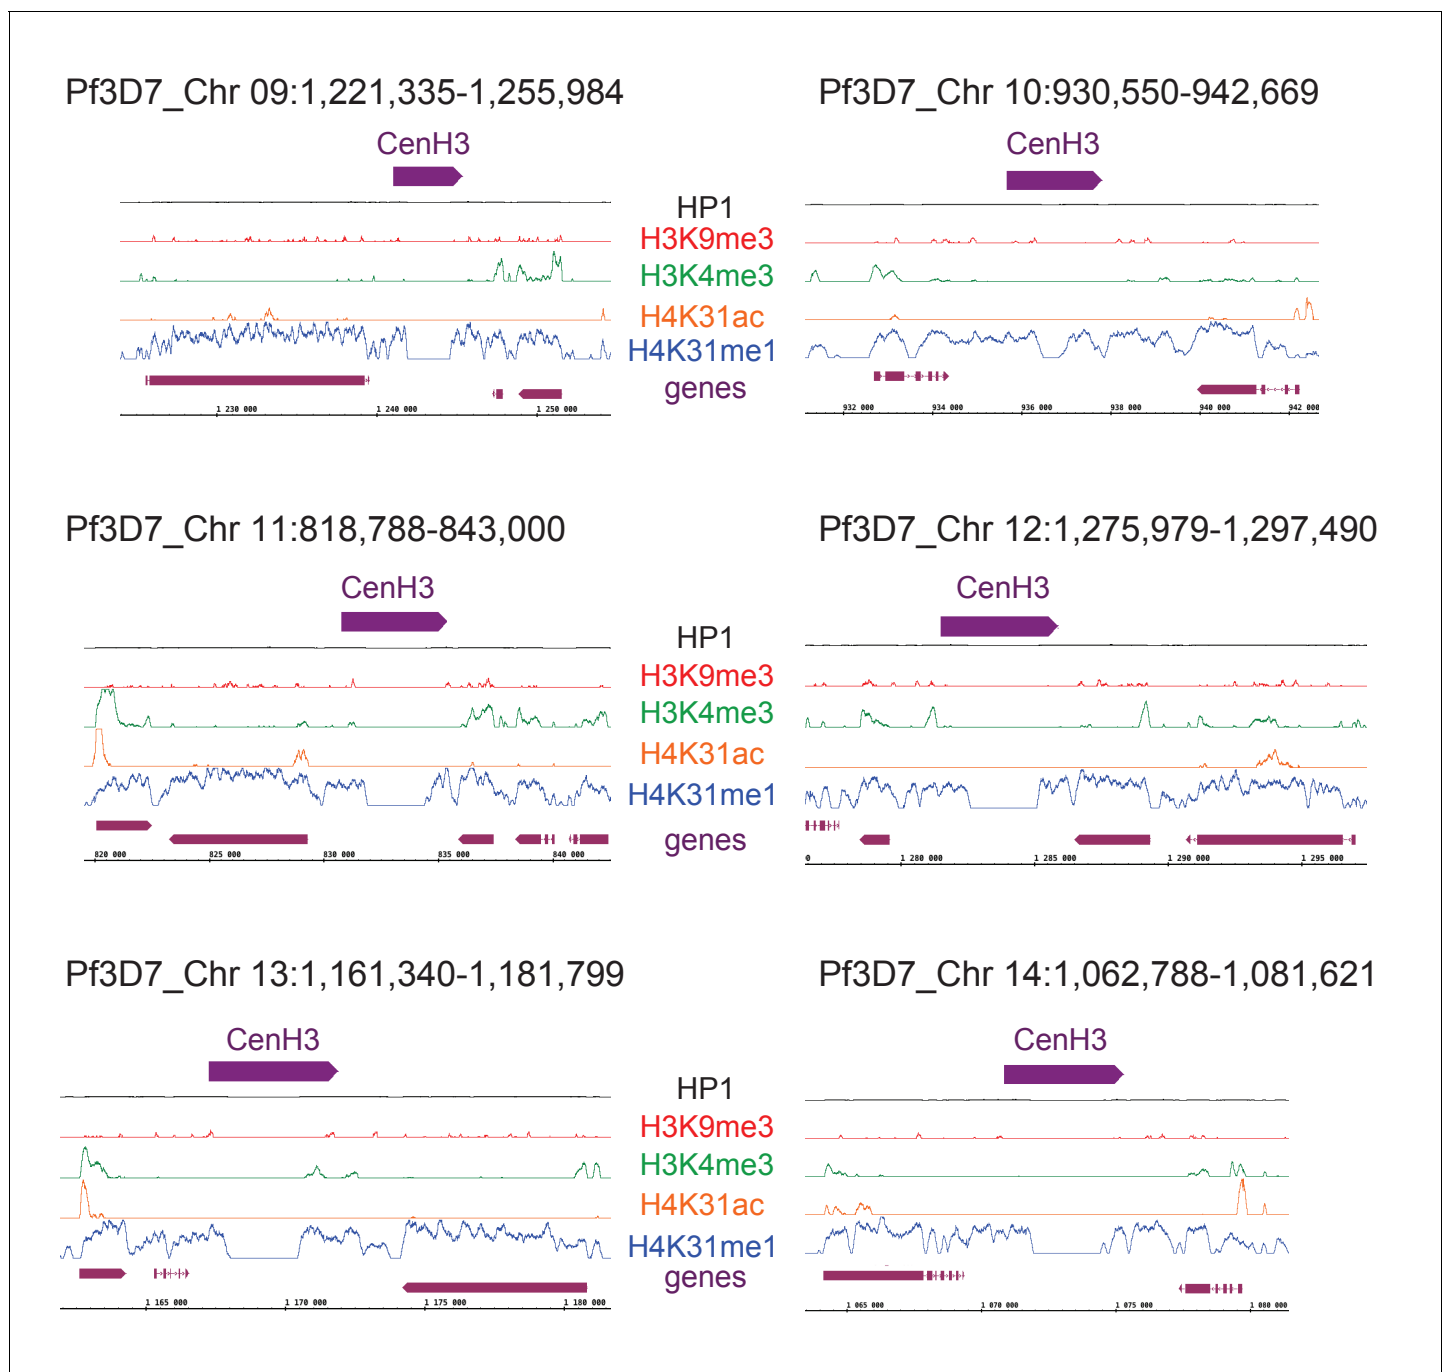 Pf3D7_Chr 09:1,221,335-1,255,984
CenH3
Pf3D7_Chr 10:930,550-942,669
CenH3
HP1
H3K9me3
H3K4me3
H4K31ac
H4K31me1
genes
1 230 000 1 240 000 1 250 000
932 000 934 000 936 000 938 000 940 000 942 000
Pf3D7_Chr 11:818,788-843,000
CenH3
Pf3D7_Chr 12:1,275,979-1,297,490
CenH3
HP1
H3K9me3
H3K4me3
H4K31ac
H4K31me1
genes
820 000 825 000 830 000 835 000 840 000
0 1 280 000 1 285 000 1 290 000 1 295 000
Pf3D7_Chr 13:1,161,340-1,181,799
CenH3
Pf3D7_Chr 14:1,062,788-1,081,621
CenH3
HP1
H3K9me3
H3K4me3
H4K31ac
H4K31me1
genes
1 165 000 1 170 000 1 175 000 1 180 000
1 065 000 1 070 000 1 075 000 1 080 000